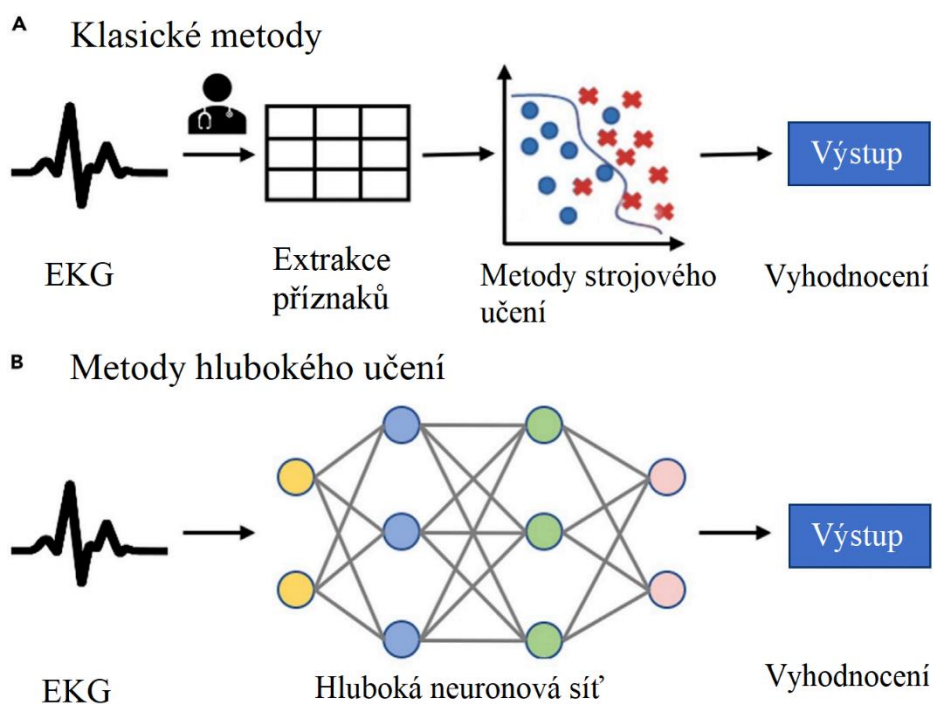 A Klasické metody
EKG
Extrakce
příznaků
Metody strojového
učení
Výstup
Vyhodnocení
B Metody hlubokého učení
EKG
Hluboká neuronová síť
Výstup
Vyhodnocení